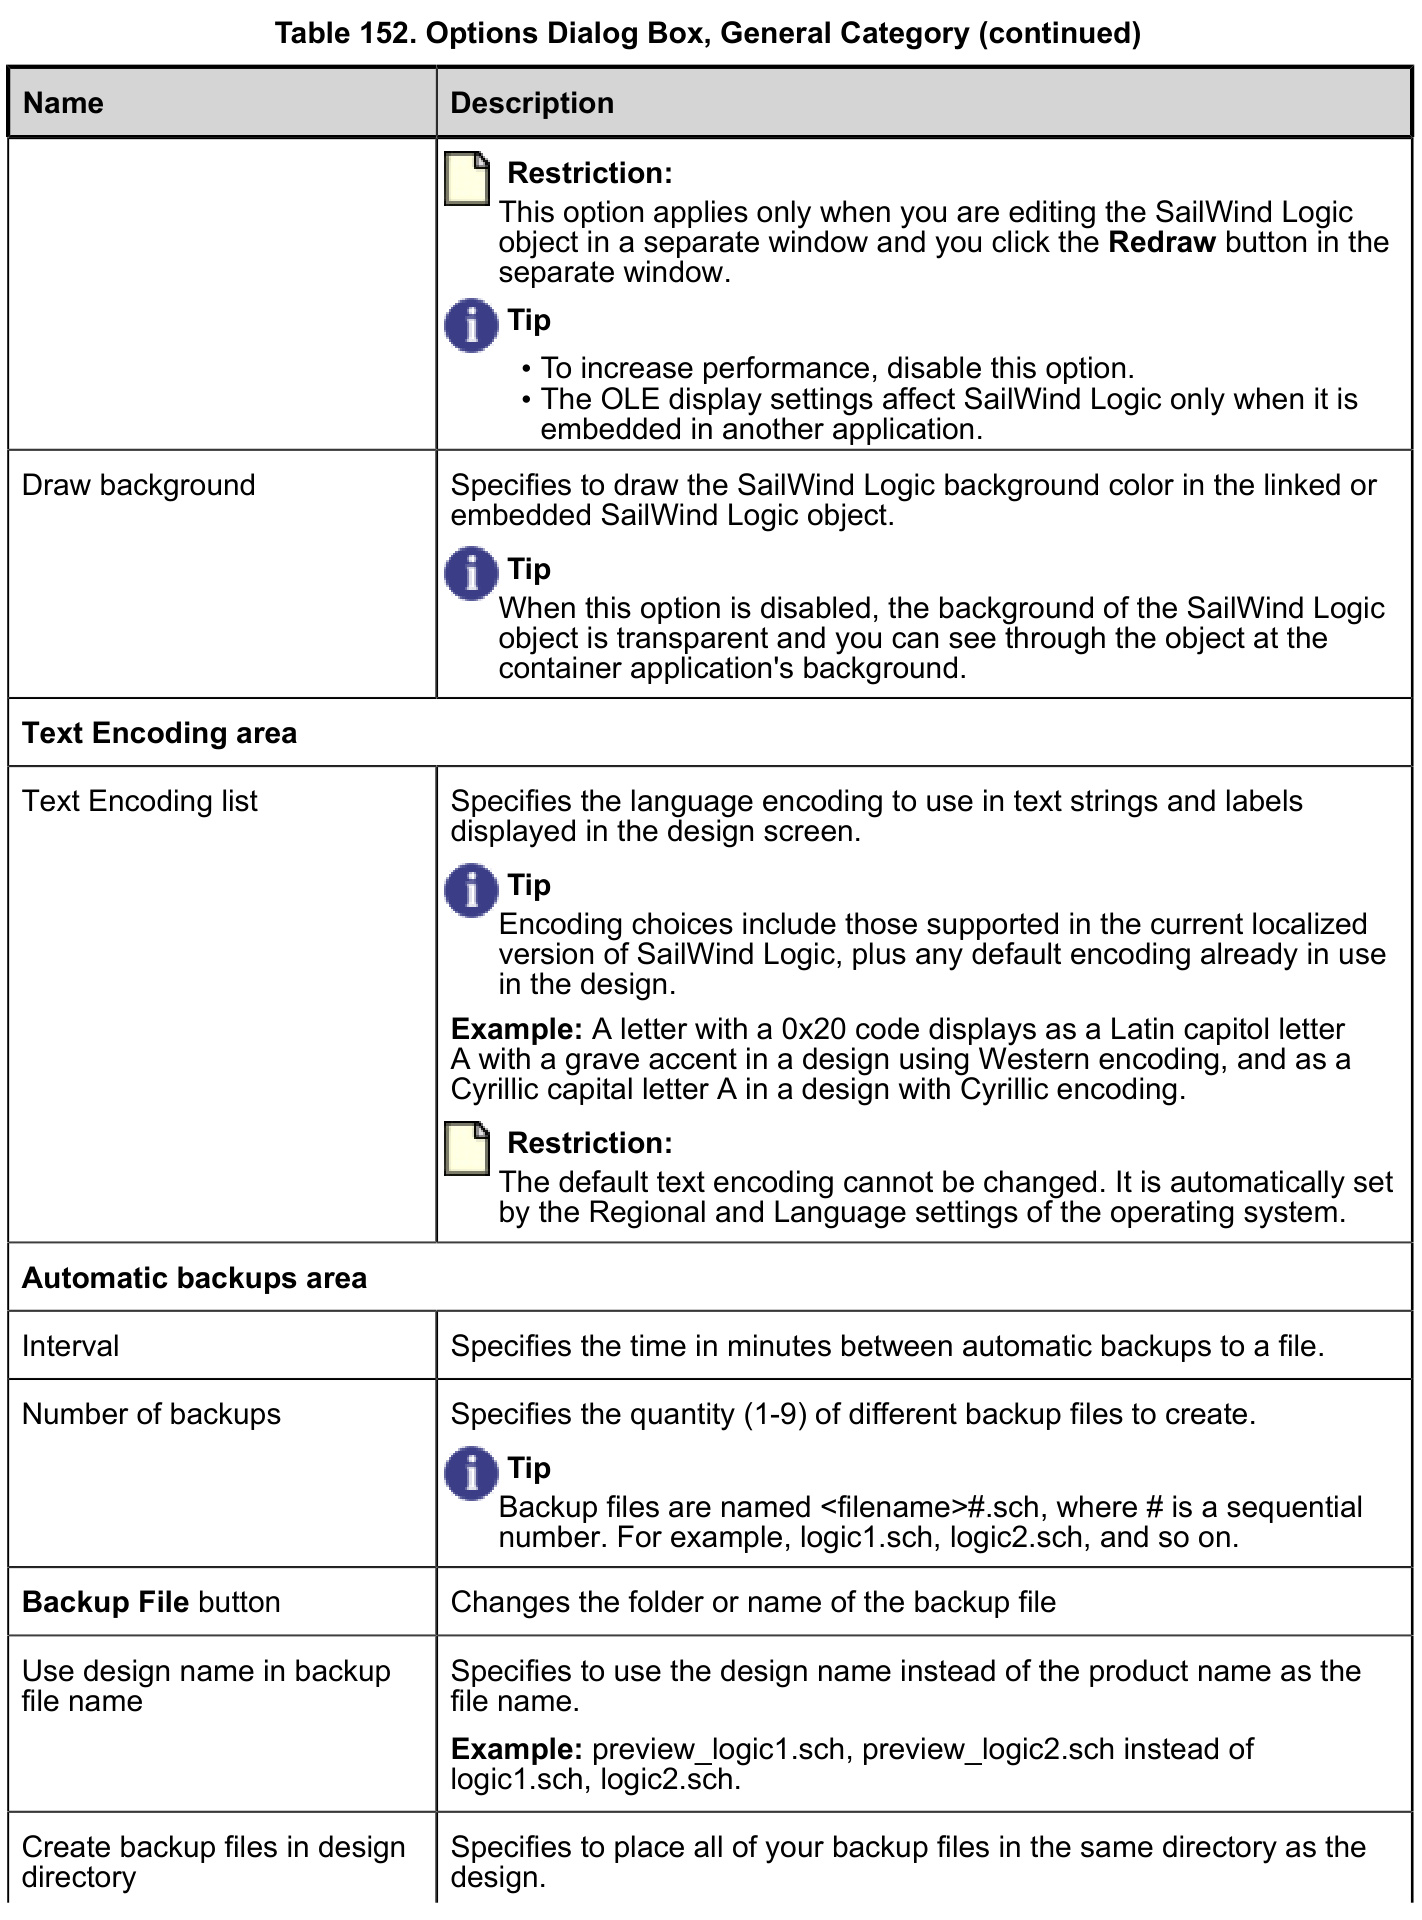 Table 152. Options Dialog Box, General Category (continued)
Name
Description
Restriction:
This option applies only when you are editing the SailWind Logic
object in a separate window and you click the Redraw button in the
separate window.
Tip
• To increase performance, disable this option.
• The OLE display settings affect SailWind Logic only when it is
embedded in another application.
Draw background
Specifies to draw the SailWind Logic background color in the linked or
embedded SailWind Logic object.
Tip
When this option is disabled, the background of the SailWind Logic
object is transparent and you can see through the object at the
container application's background.
Text Encoding area
Text Encoding list
Specifies the language encoding to use in text strings and labels
displayed in the design screen.
Tip
Encoding choices include those supported in the current localized
version of SailWind Logic, plus any default encoding already in use
in the design.
Example: A letter with a 0x20 code displays as a Latin capitol letter
A with a grave accent in a design using Western encoding, and as a
Cyrillic capital letter A in a design with Cyrillic encoding.
Restriction:
The default text encoding cannot be changed. It is automatically set
by the Regional and Language settings of the operating system.
Automatic backups area
Interval
Specifies the time in minutes between automatic backups to a file.
Number of backups
Specifies the quantity (1-9) of different backup files to create.
Tip
Backup files are named <filename>#.sch, where # is a sequential
number. For example, logic1.sch, logic2.sch, and so on.
Backup File button
Changes the folder or name of the backup file
Use design name in backup
file name
Specifies to use the design name instead of the product name as the
file name.
Example: preview_logic1.sch, preview_logic2.sch instead of
logic1.sch, logic2.sch.
Create backup files in design
directory
Specifies to place all of your backup files in the same directory as the
design.